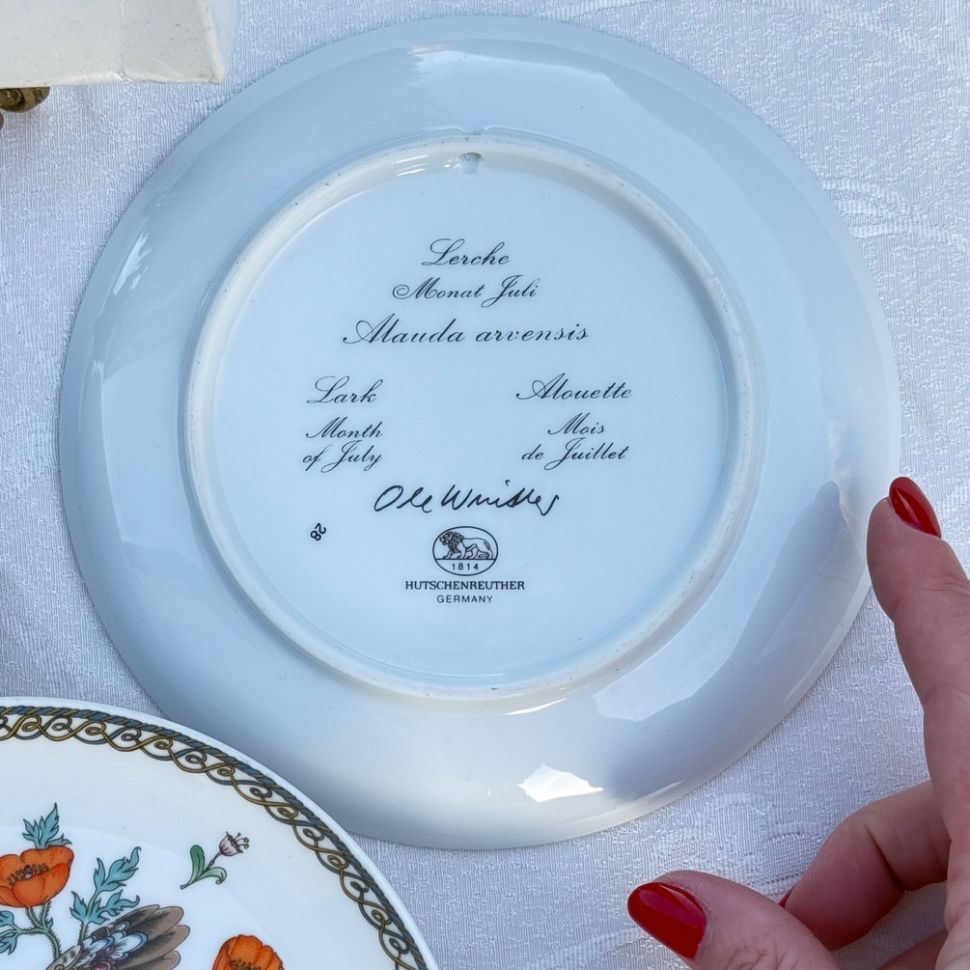 Lerche
Monat Juli
Alauda arvensis
Lark
Month
of July
Alouette
Mois
de Juillet
Ole Winther
28
1814
HUTSCHENREUTHER
GERMANY